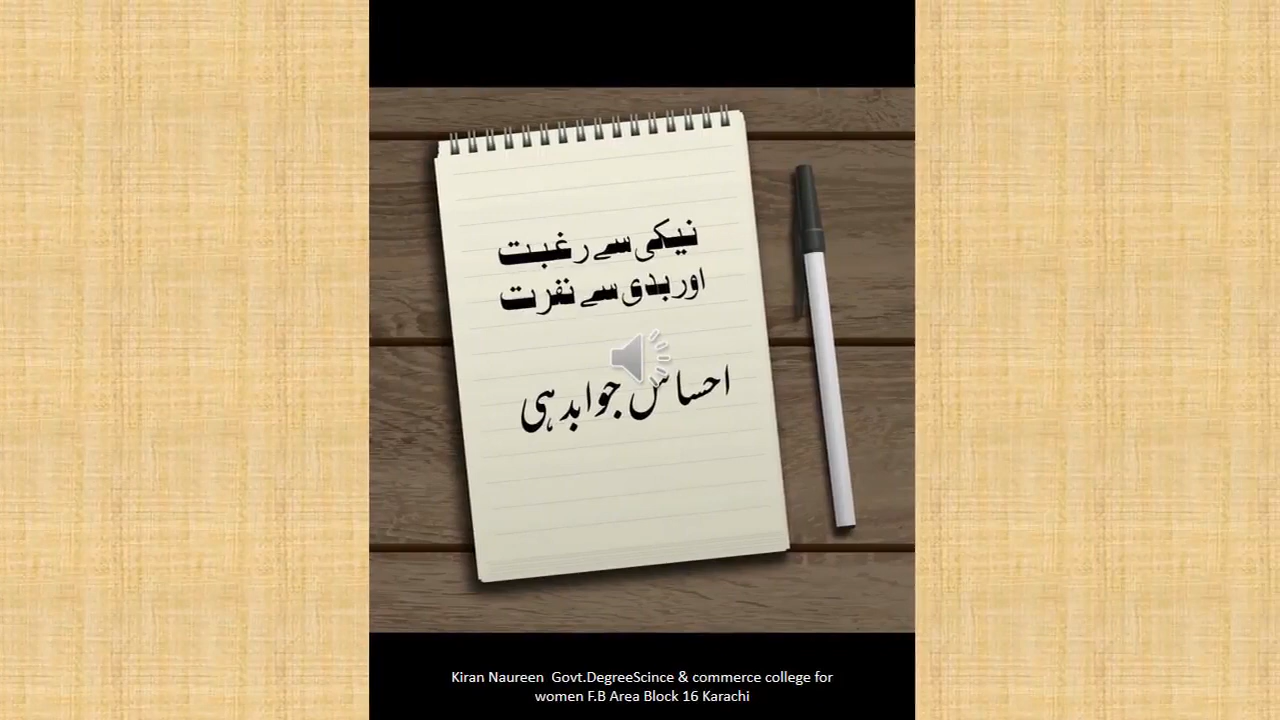 نیکی سے رغبت
اور بدی سے نفرت
احساس جوابدہی
Kiran Naureen Govt.DegreeScince & commerce college for
women F.B Area Block 16 Karachi